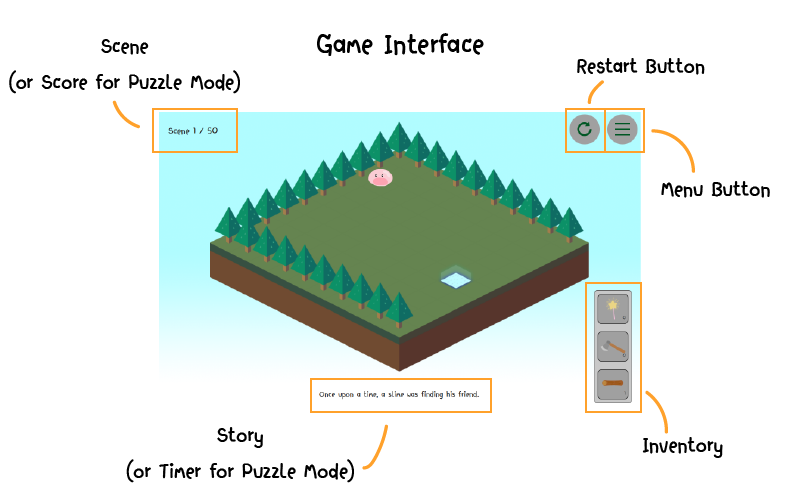 Game Interface
Scene
(or Score for Puzzle Mode)
Restart Button
Scene 1 / 50
Menu Button
Once upon a time, a slime was finding his friend.
Story
(or Timer for Puzzle Mode)
Inventory